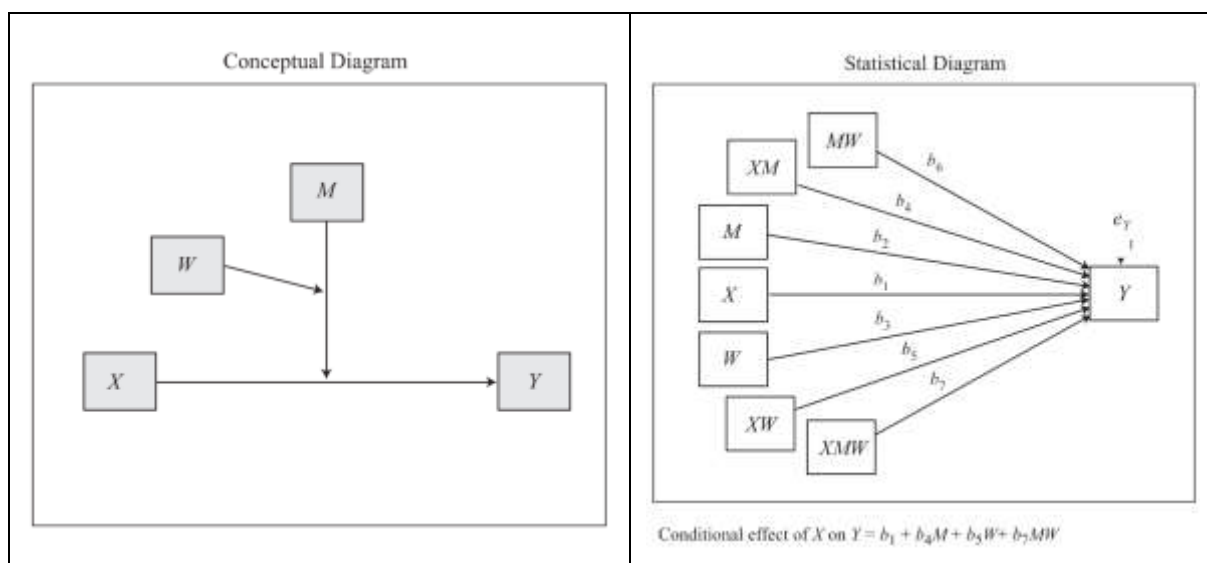 Conceptual Diagram
M
W
X
Y
Statistical Diagram
MW
XM
M
X
W
XW
XMW
b6
b4
b2
b1
b3
b5
b7
eY
1
Y
Conditional effect of X on Y = b1 + b4M + b5W+ b7MW